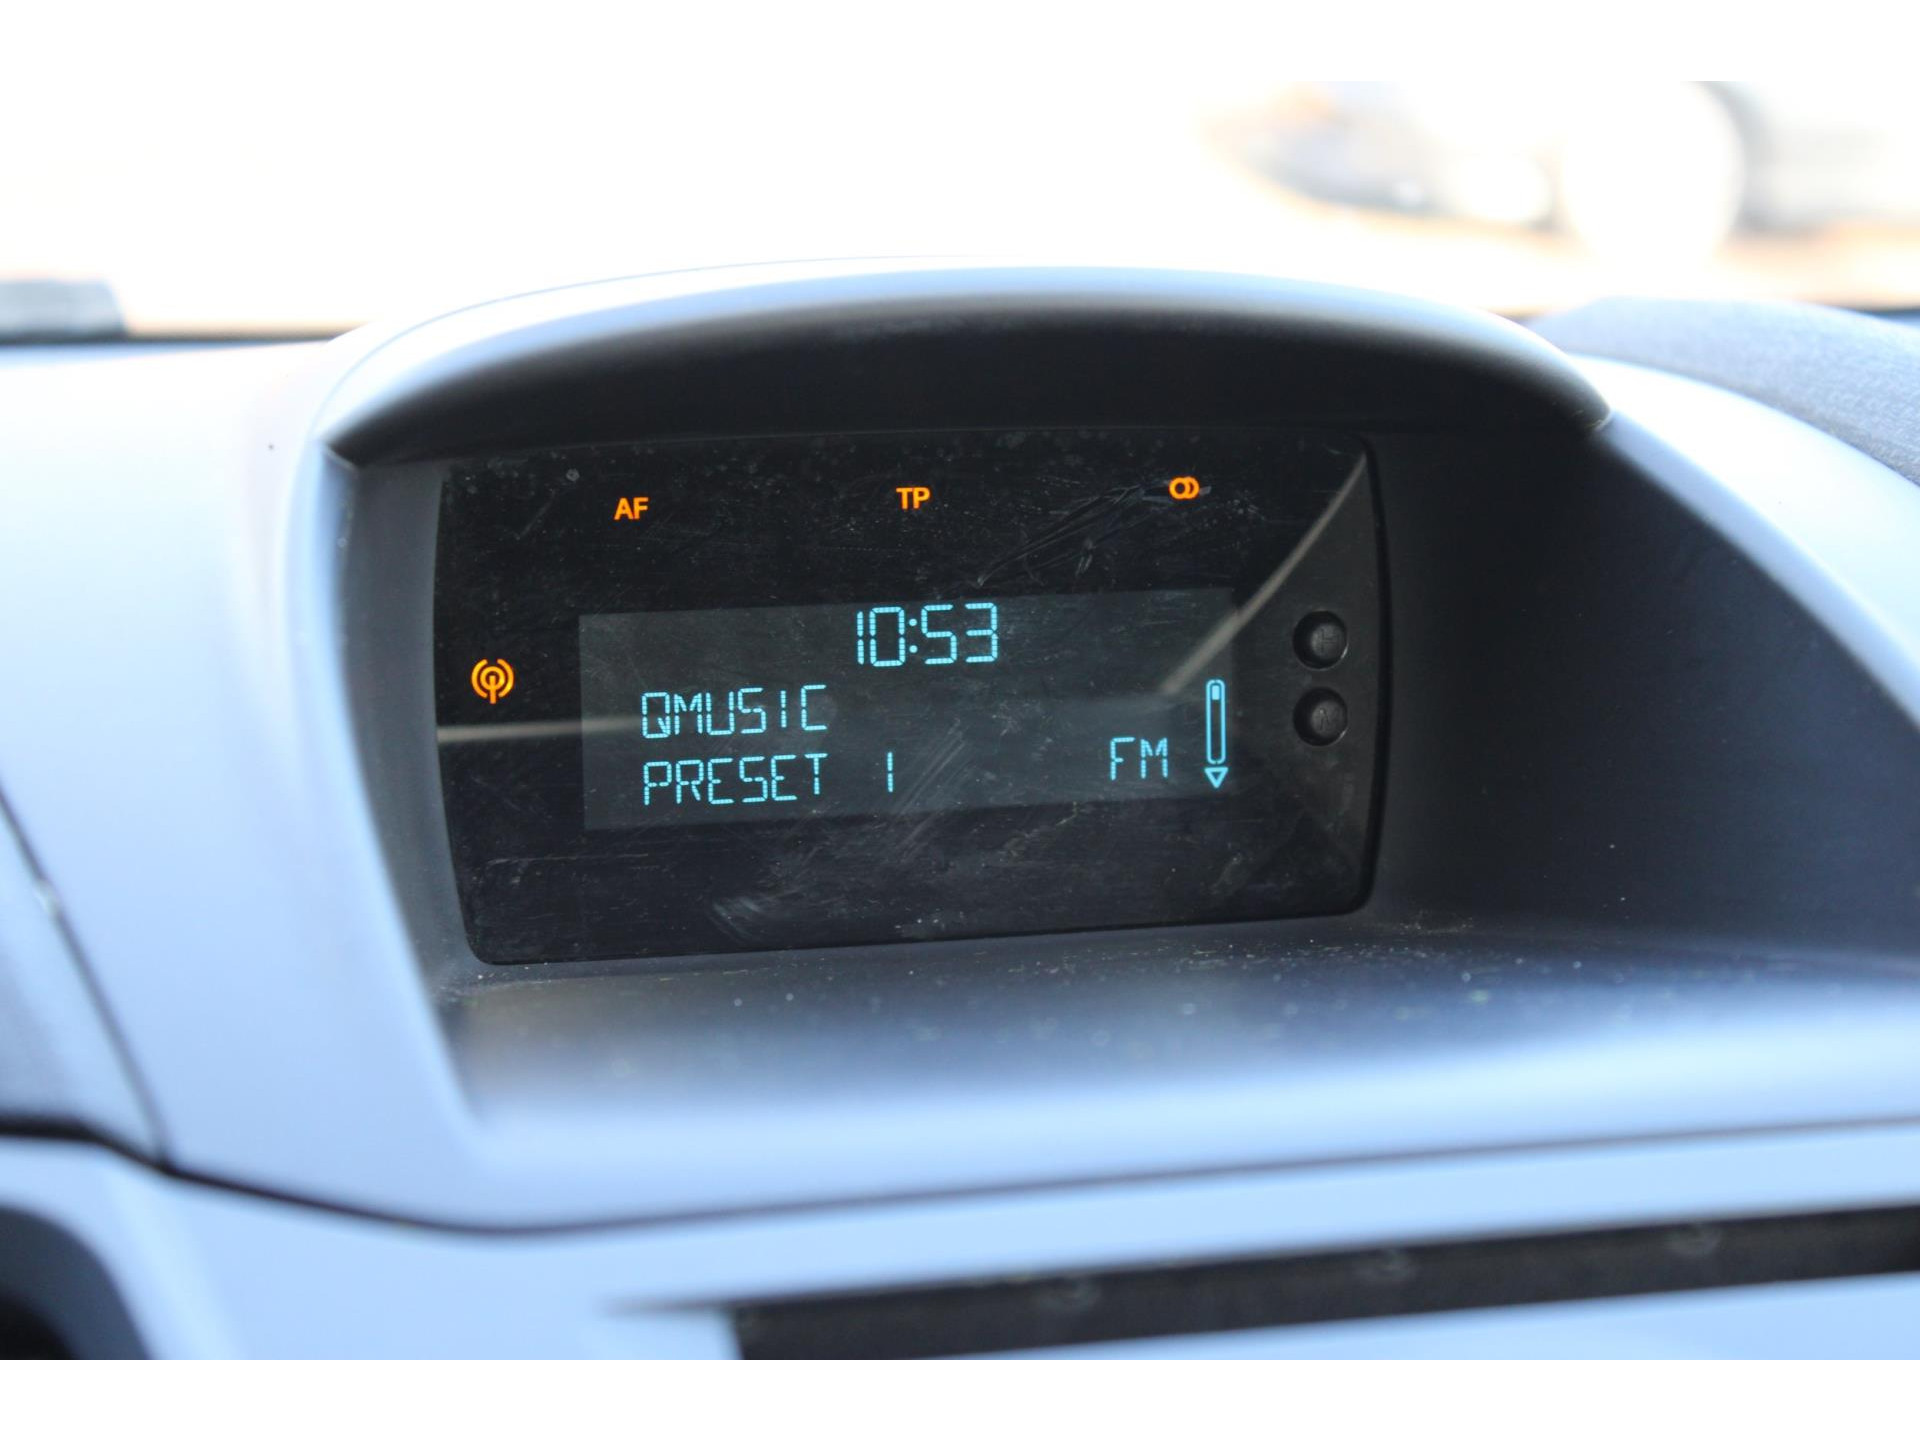 AF TP
10:53
QMUSIC
PRESET 1 FM
H
M